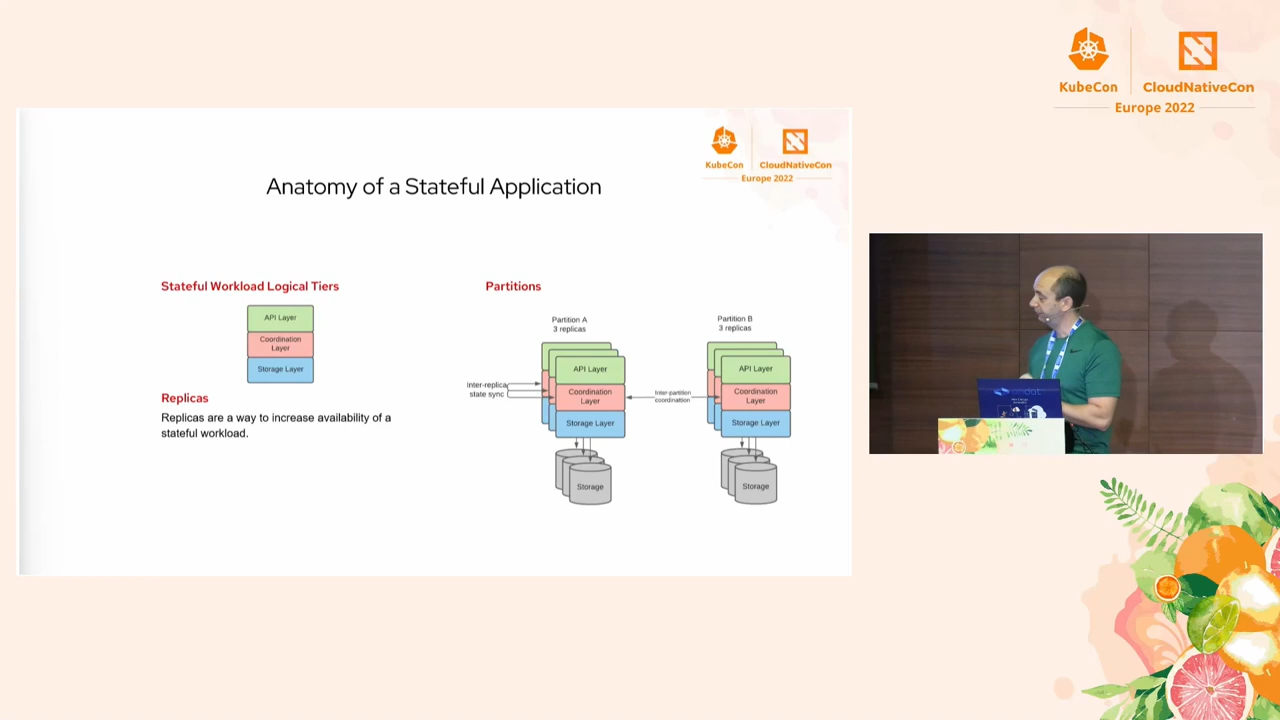 KubeCon
CloudNativeCon
Europe 2022
KubeCon
CloudNativeCon
Europe 2022
Anatomy of a Stateful Application
Stateful Workload Logical Tiers
API Layer
Coordination
Layer
Storage Layer
Replicas
Replicas are a way to increase availability of a
stateful workload.
Partitions
Partition A
3 replicas
Partition B
3 replicas
API Layer
Coordination
Layer
Storage Layer
Storage
Inter-replica
state sync
Inter-partition
coordination
API Layer
Coordination
Layer
Storage Layer
Storage